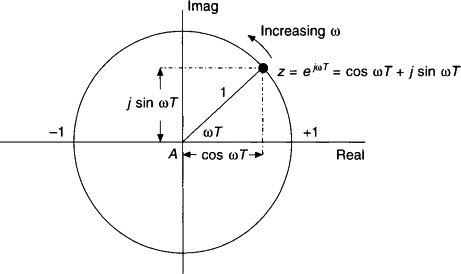 Imag
Increasing ω
z = e^{jωT} = cos ωT + j sin ωT
j sin ωT
1
−1
ωT
+1
A
cos ωT
Real